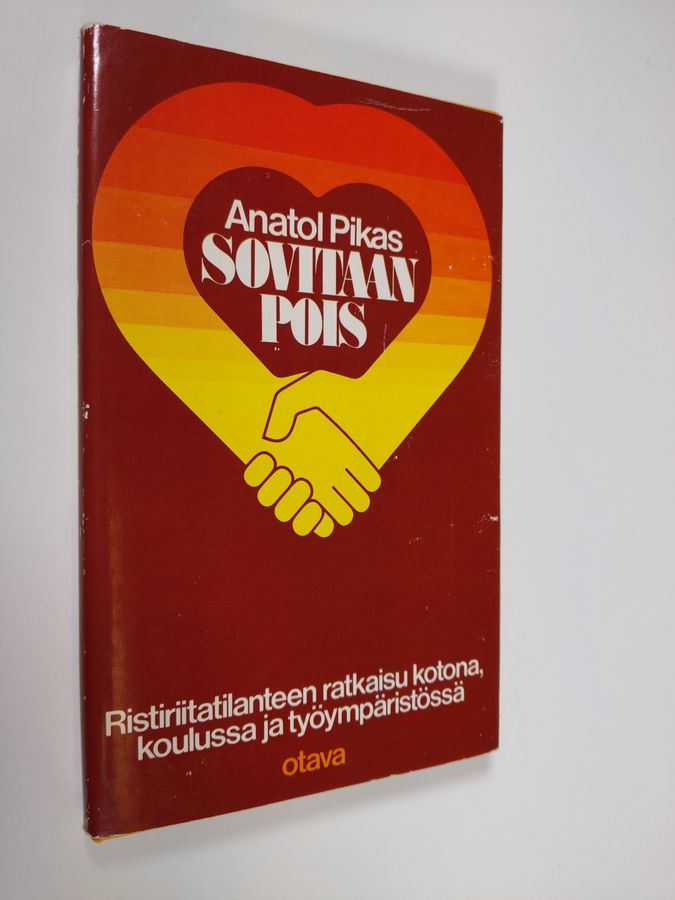 Anatol Pikas
SOVITAAN
POIS
Ristiriitatilanteen ratkaisu kotona,
koulussa ja työympäristössä
otava